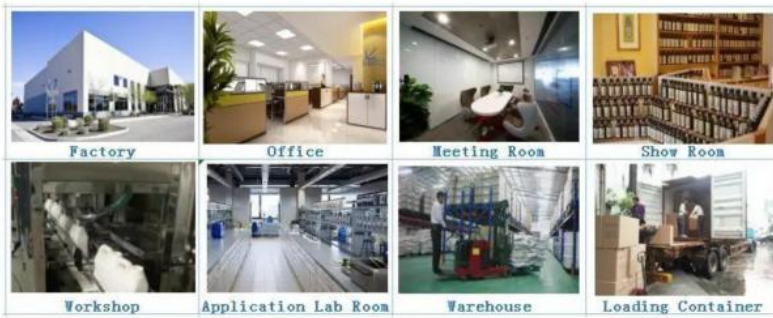 Factory
Office
Meeting Room
Show Room
Workshop
Application Lab Room
Warehouse
Loading Container